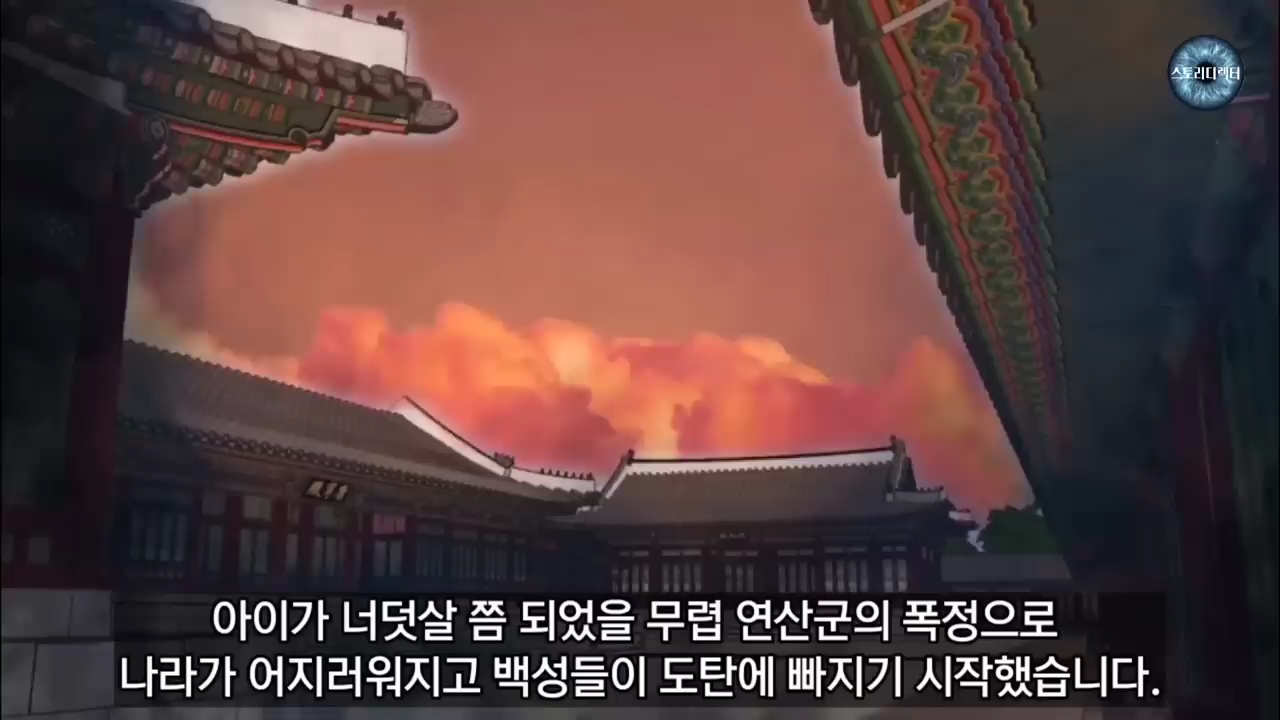 스토리디렉터
아이가 너덧살 쯤 되었을 무렵 연산군의 폭정으로
나라가 어지러워지고 백성들이 도탄에 빠지기 시작했습니다.